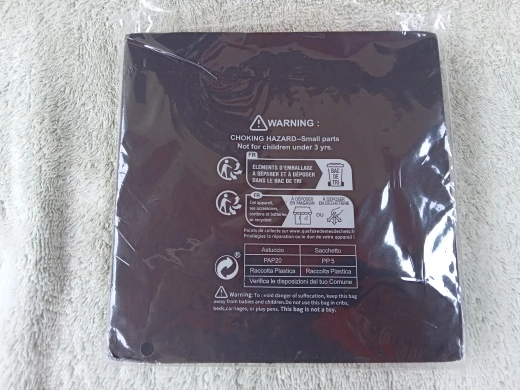 WARNING :
CHOKING HAZARD--Small parts
Not for children under 3 yrs.
FR
ÉLÉMENTS D'EMBALLAGE
À SÉPARER ET À DÉPOSER
DANS LE BAC DE TRI
BAC
DE
TRI
FR
Cet appareil,
ses accessoires,
cordons et batteries
se recyclent
À DÉPOSER
EN MAGASIN
OU
À DÉPOSER
EN DÉCHÈTERIE
Points de collecte sur www.quefairedemesdechets.fr
Privilégiez la réparation ou le don de votre appareil !
Astuccio Sacchetto
PAP20 PP 5
Raccolta Plastica Raccolta Plastica
Verifica le disposizioni del tuo Comune
Warning: To avoid danger of suffocation, keep this bag
away from babies and children.Do not use this bag in cribs,
beds,carriages, or play pens. This bag is not a toy.